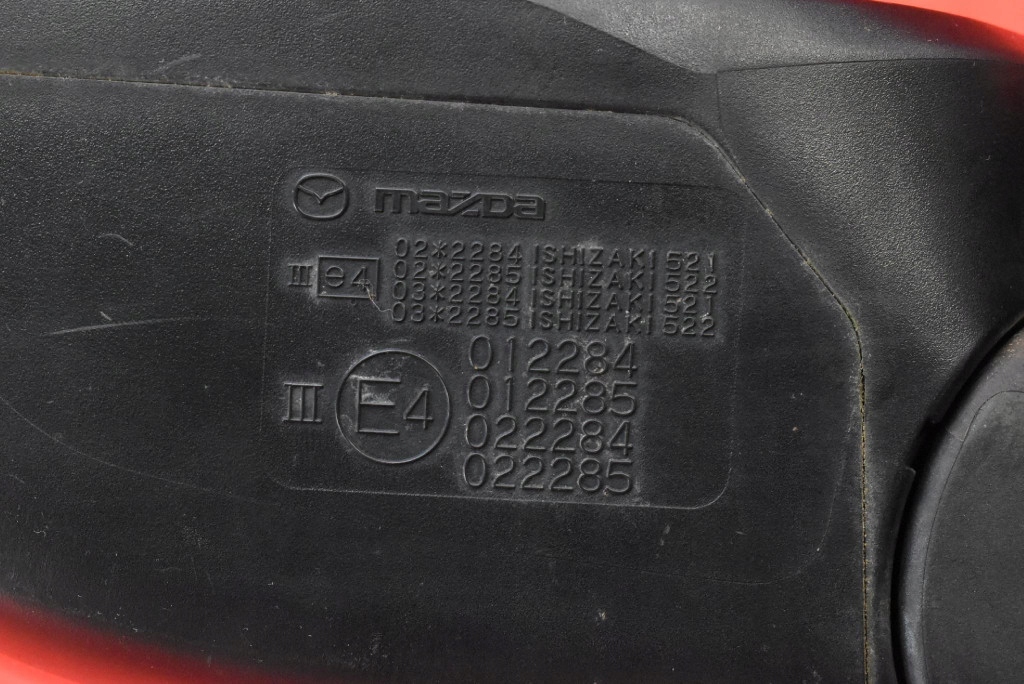 mazda
02*2284 ISHIZAKI 521
02*2285 ISHIZAKI 522
III e4
03*2284 ISHIZAKI 521
03*2285 ISHIZAKI 522
012284
III E4
012285
022284
022285